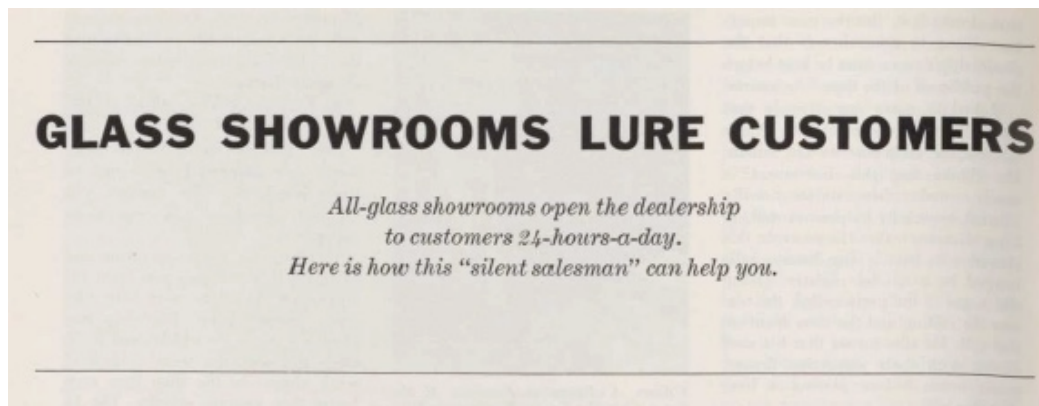 GLASS SHOWROOMS LURE CUSTOMERS
All-glass showrooms open the dealership
to customers 24-hours-a-day.
Here is how this “silent salesman” can help you.